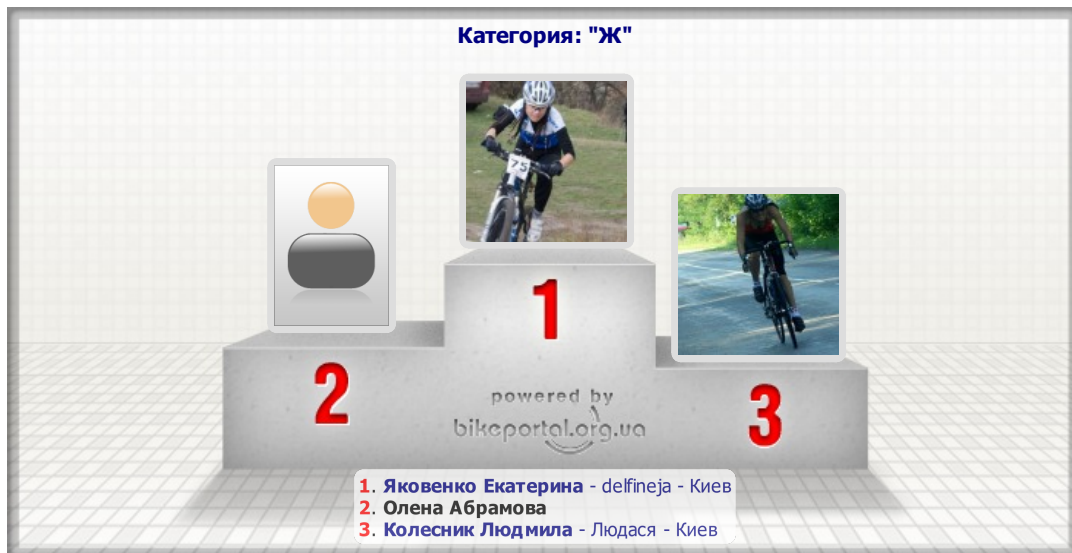 Категория: "Ж"
75
1
2
3
powered by
bikeportal.org.ua
1. Яковенко Екатерина - delfineja - Киев
2. Олена Абрамова
3. Колесник Людмила - Людася - Киев